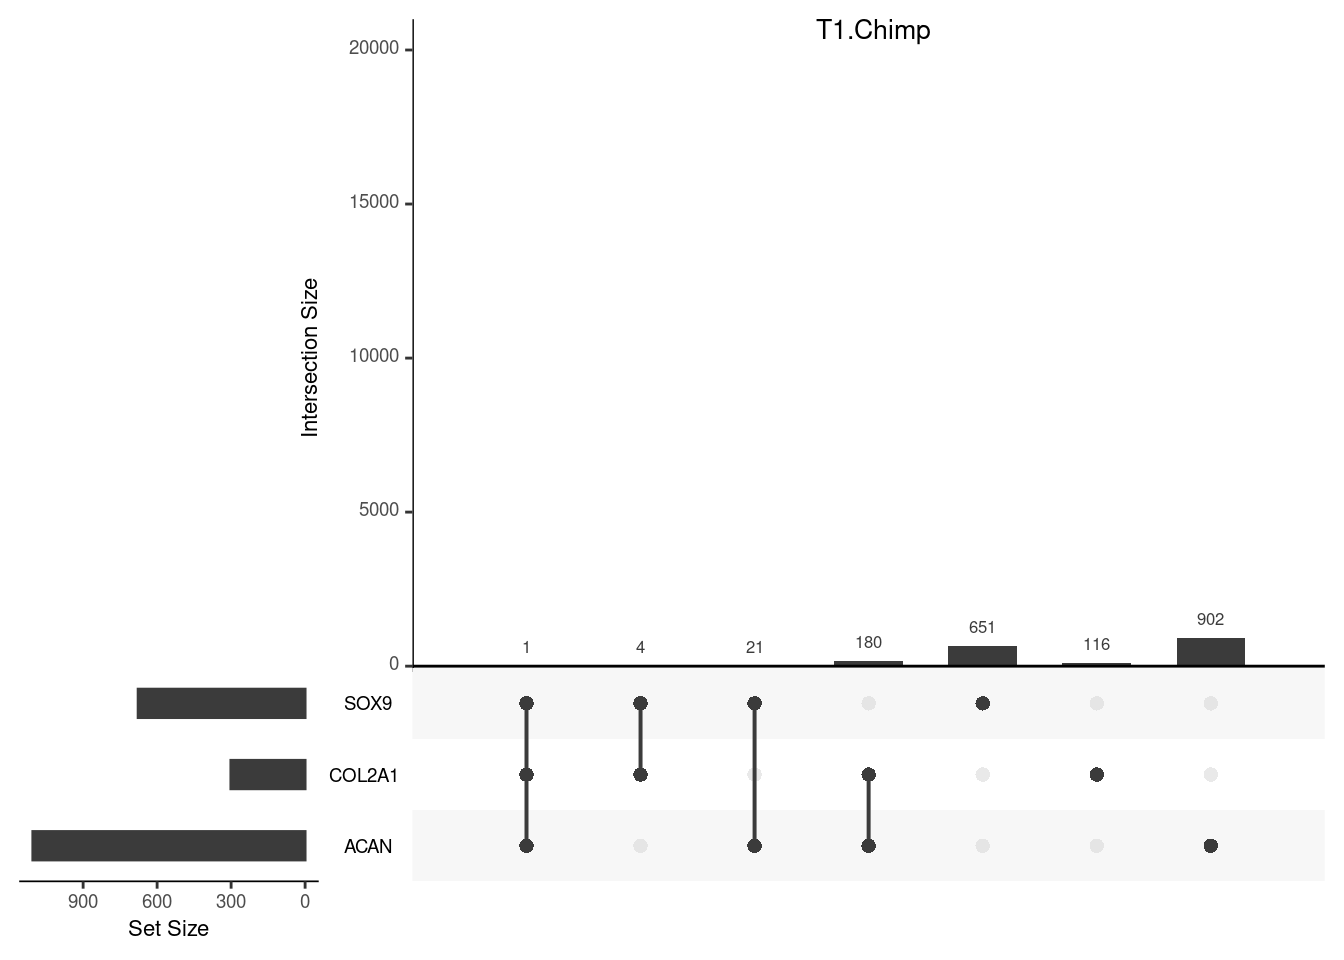 T1.Chimp
20000
15000
10000
5000
0
Intersection Size
1 4 21 180 651 116 902
SOX9
COL2A1
ACAN
900 600 300 0
Set Size